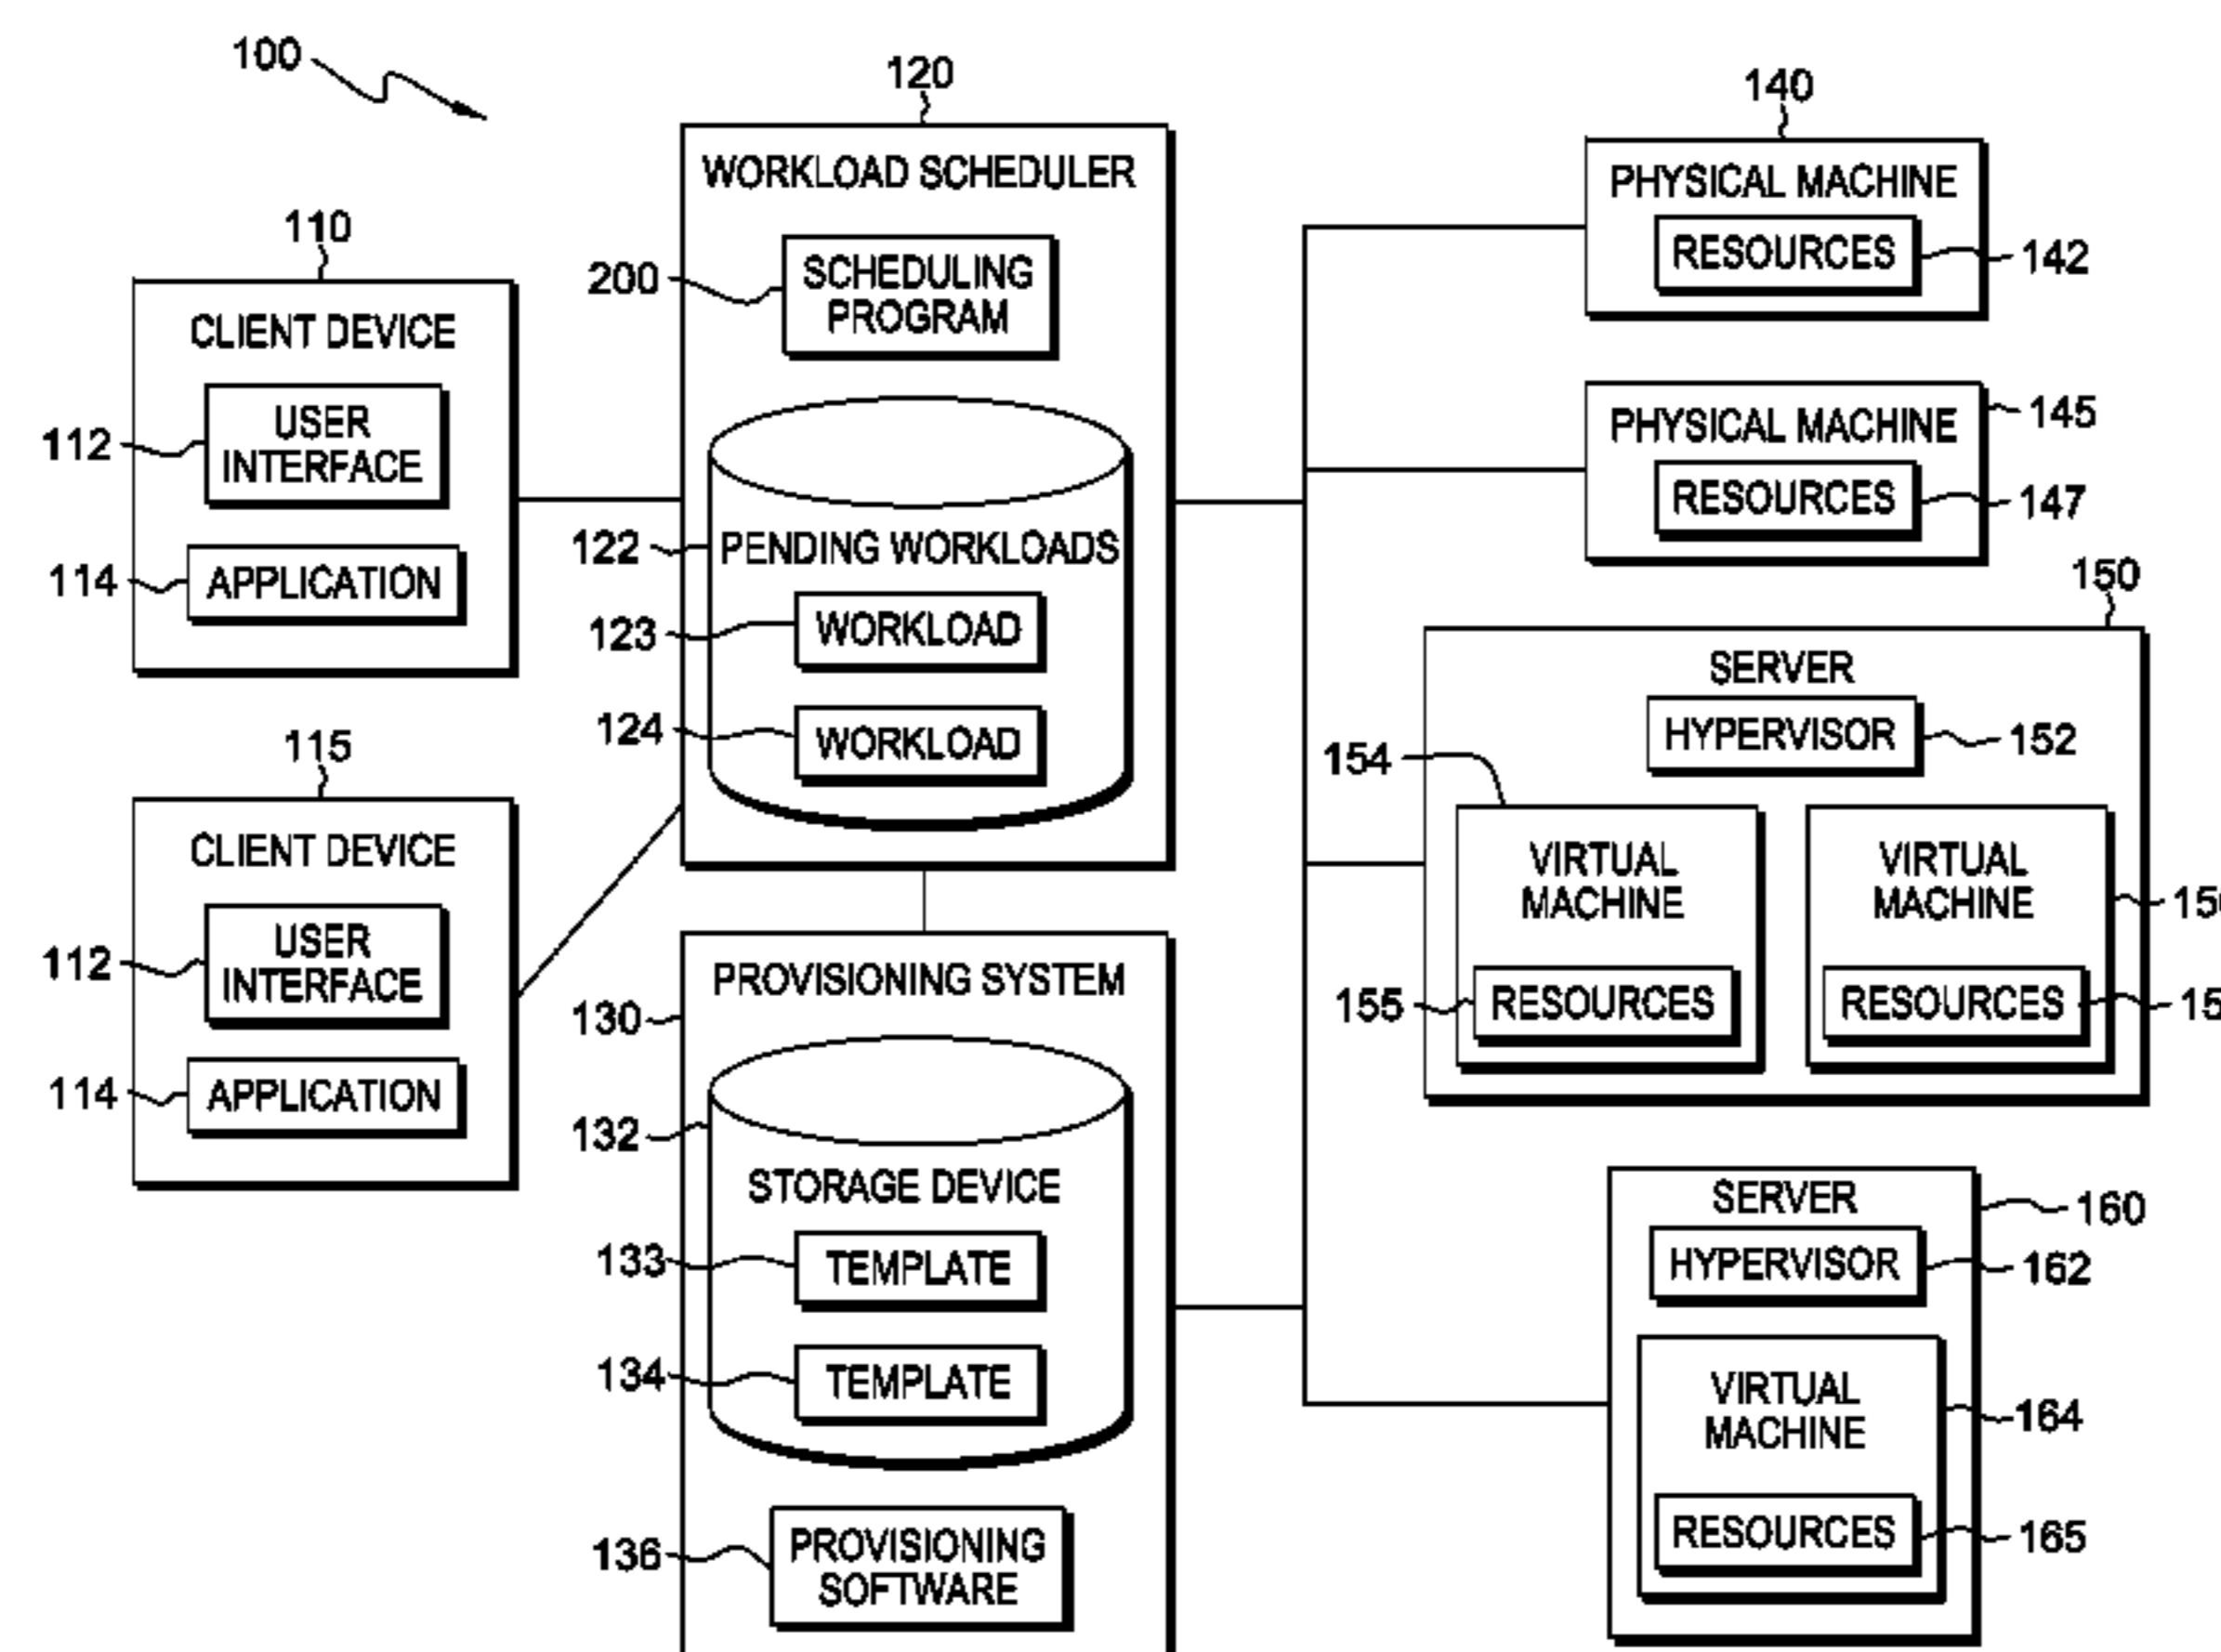 100
110
CLIENT DEVICE
112
USER
INTERFACE
114
APPLICATION
115
CLIENT DEVICE
112
USER
INTERFACE
114
APPLICATION
120
WORKLOAD SCHEDULER
200
SCHEDULING
PROGRAM
122
PENDING WORKLOADS
123
WORKLOAD
124
WORKLOAD
PROVISIONING SYSTEM
130
132
STORAGE DEVICE
133
TEMPLATE
134
TEMPLATE
136
PROVISIONING
SOFTWARE
140
PHYSICAL MACHINE
RESOURCES
142
145
PHYSICAL MACHINE
RESOURCES
147
150
SERVER
HYPERVISOR
152
154
VIRTUAL
MACHINE
155
RESOURCES
VIRTUAL
MACHINE
RESOURCES
SERVER
160
HYPERVISOR
162
VIRTUAL
MACHINE
164
RESOURCES
165